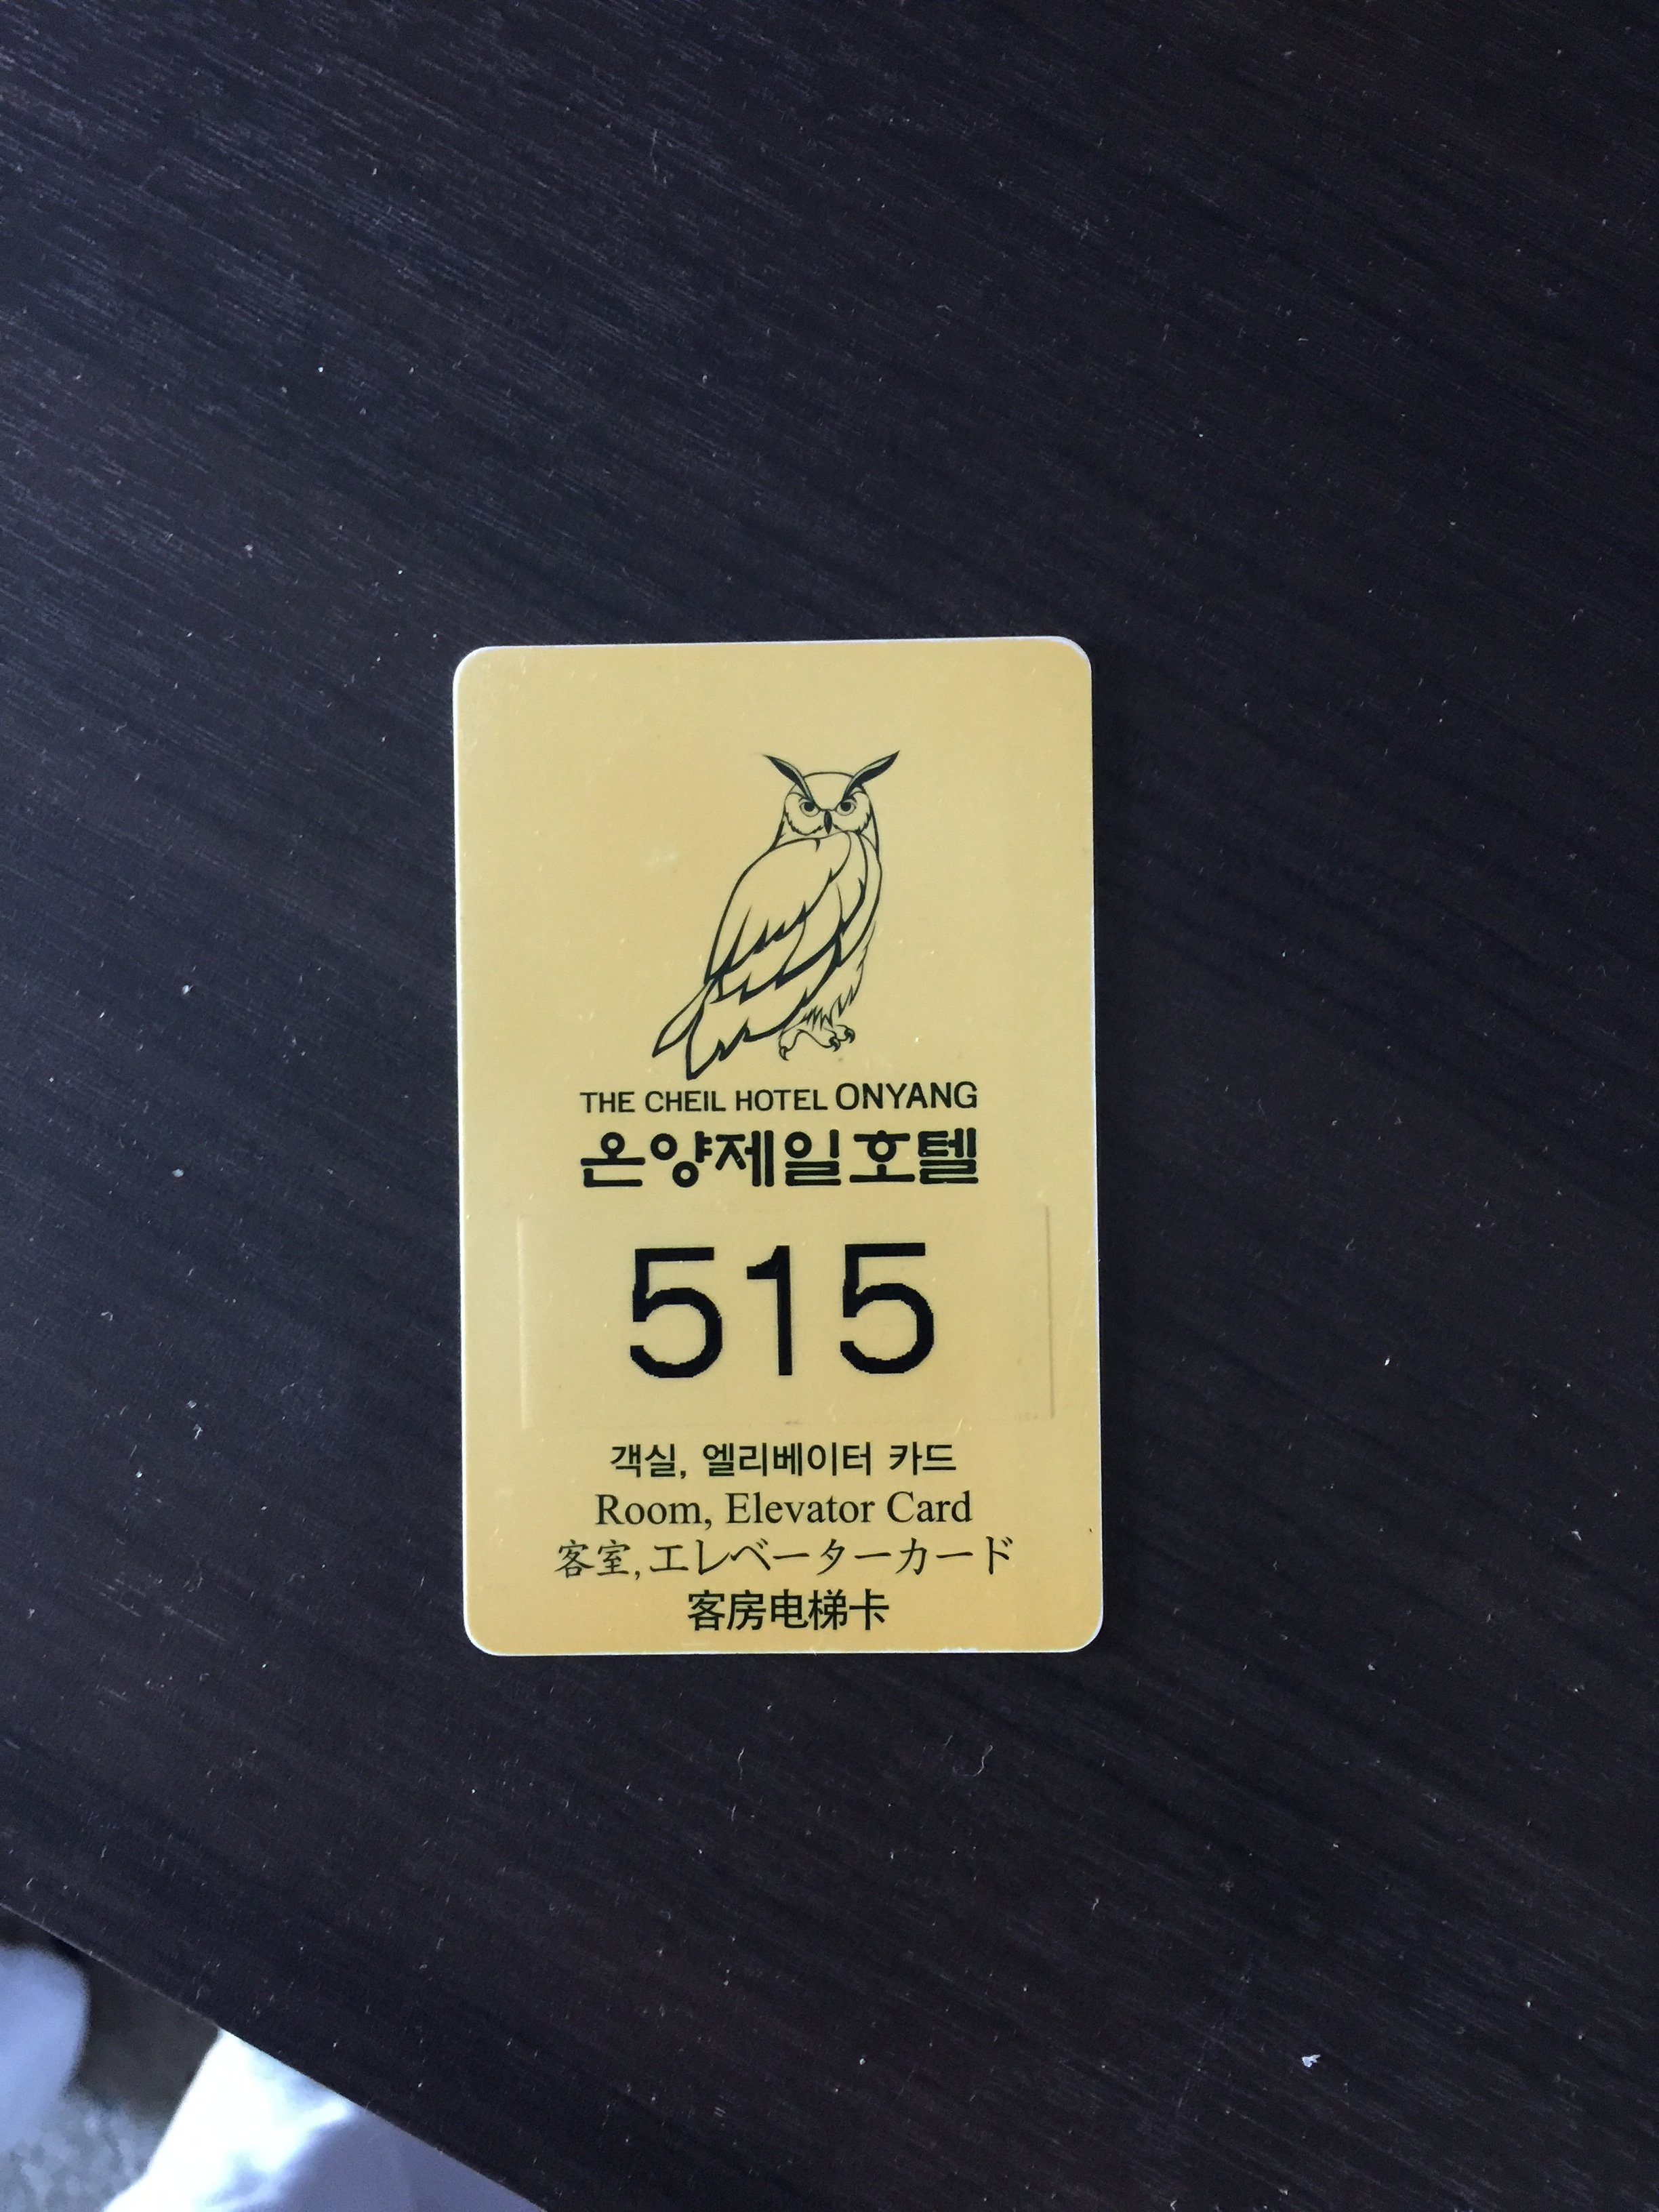 THE CHEIL HOTEL ONYANG
온양제일호텔
515
객실, 엘리베이터 카드
Room, Elevator Card
客室,エレベーターカード
客房电梯卡